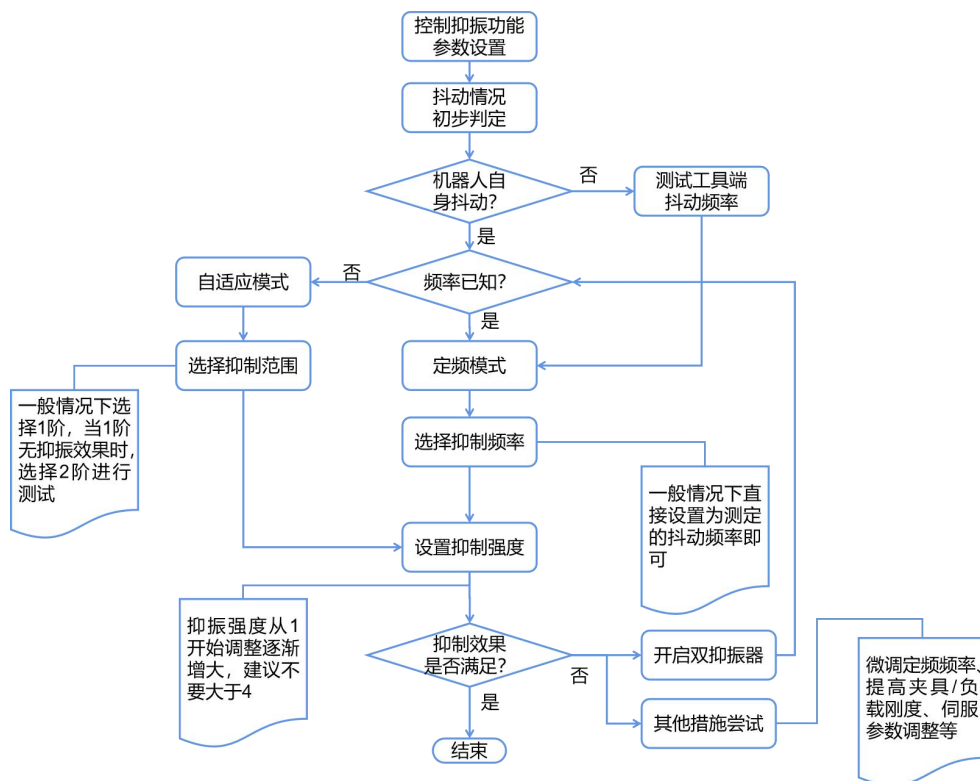 控制抑振功能
参数设置
抖动情况
初步判定
机器人自
身抖动?
否
测试工具端
抖动频率
是
自适应模式
否
频率已知?
是
选择抑制范围
定频模式
一般情况下选
择1阶，当1阶
无抑振效果时，
选择2阶进行
测试
选择抑制频率
一般情况下直
接设置为测定
的抖动频率即
可
设置抑制强度
抑振强度从1
开始调整逐渐
增大，建议不
要大于4
抑制效果
是否满足?
否
开启双抑振器
微调定频频率、
提高夹具/负
载刚度、伺服
参数调整等
是
其他措施尝试
结束